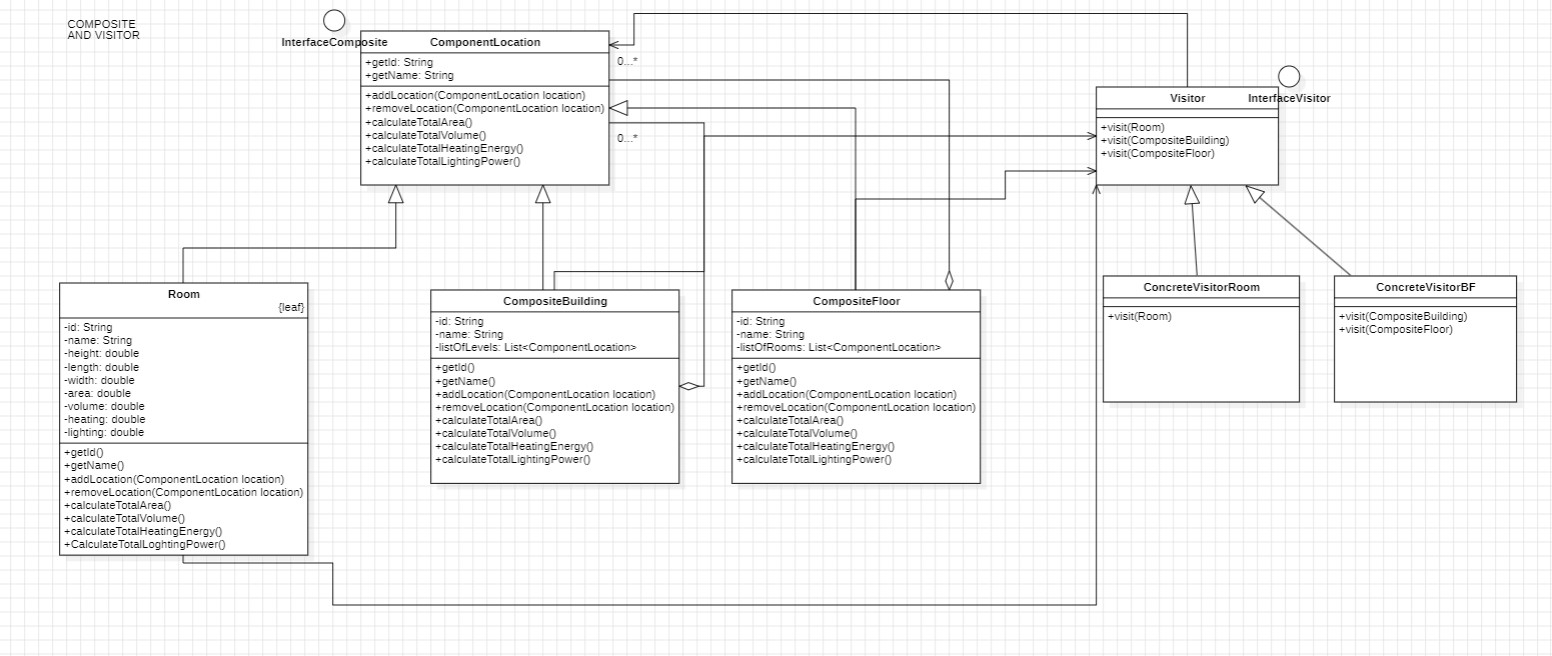 COMPOSITE
AND VISITOR
InterfaceComposite
ComponentLocation
+getId: String
+getName: String
+addLocation(ComponentLocation location)
+removeLocation(ComponentLocation location)
+calculateTotalArea()
+calculateTotalVolume()
+calculateTotalHeatingEnergy()
+calculateTotalLightingPower()
0...*
0...*
Visitor
InterfaceVisitor
+visit(Room)
+visit(CompositeBuilding)
+visit(CompositeFloor)
Room
{leaf}
-id: String
-name: String
-height: double
-length: double
-width: double
-area: double
-volume: double
-heating: double
-lighting: double
+getId()
+getName()
+addLocation(ComponentLocation location)
+removeLocation(ComponentLocation location)
+calculateTotalArea()
+calculateTotalVolume()
+calculateTotalHeatingEnergy()
+CalculateTotalLoghtingPower()
CompositeBuilding
-id: String
-name: String
-listOfLevels: List<ComponentLocation>
+getId()
+getName()
+addLocation(ComponentLocation location)
+removeLocation(ComponentLocation location)
+calculateTotalArea()
+calculateTotalVolume()
+calculateTotalHeatingEnergy()
+calculateTotalLightingPower()
CompositeFloor
-id: String
-name: String
-listOfRooms: List<ComponentLocation>
+getId()
+getName()
+addLocation(ComponentLocation location)
+removeLocation(ComponentLocation location)
+calculateTotalArea()
+calculateTotalVolume()
+calculateTotalHeatingEnergy()
+calculateTotalLightingPower()
ConcreteVisitorRoom
+visit(Room)
ConcreteVisitorBF
+visit(CompositeBuilding)
+visit(CompositeFloor)